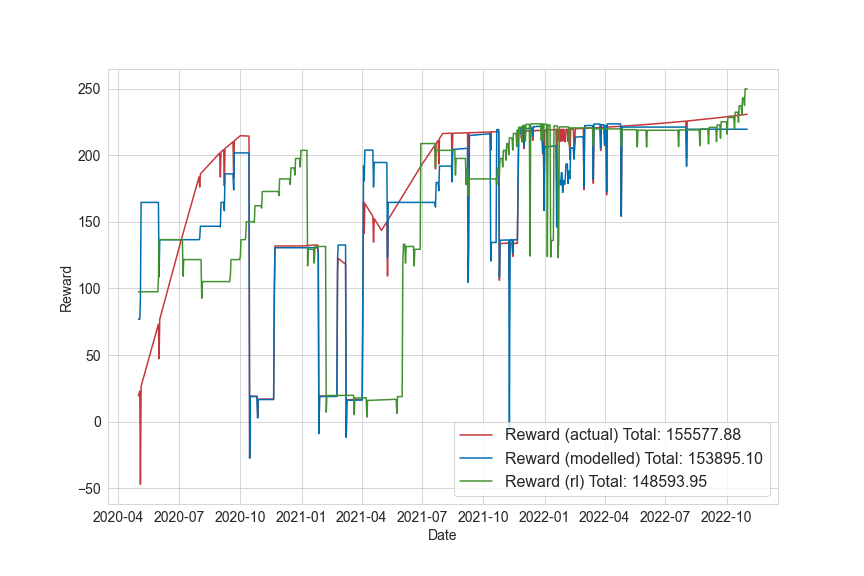 250
200
150
100
50
0
−50
Reward
2020-04 2020-07 2020-10 2021-01 2021-04 2021-07 2021-10 2022-01 2022-04 2022-07 2022-10
Date
Reward (actual) Total: 155577.88
Reward (modelled) Total: 153895.10
Reward (rl) Total: 148593.95